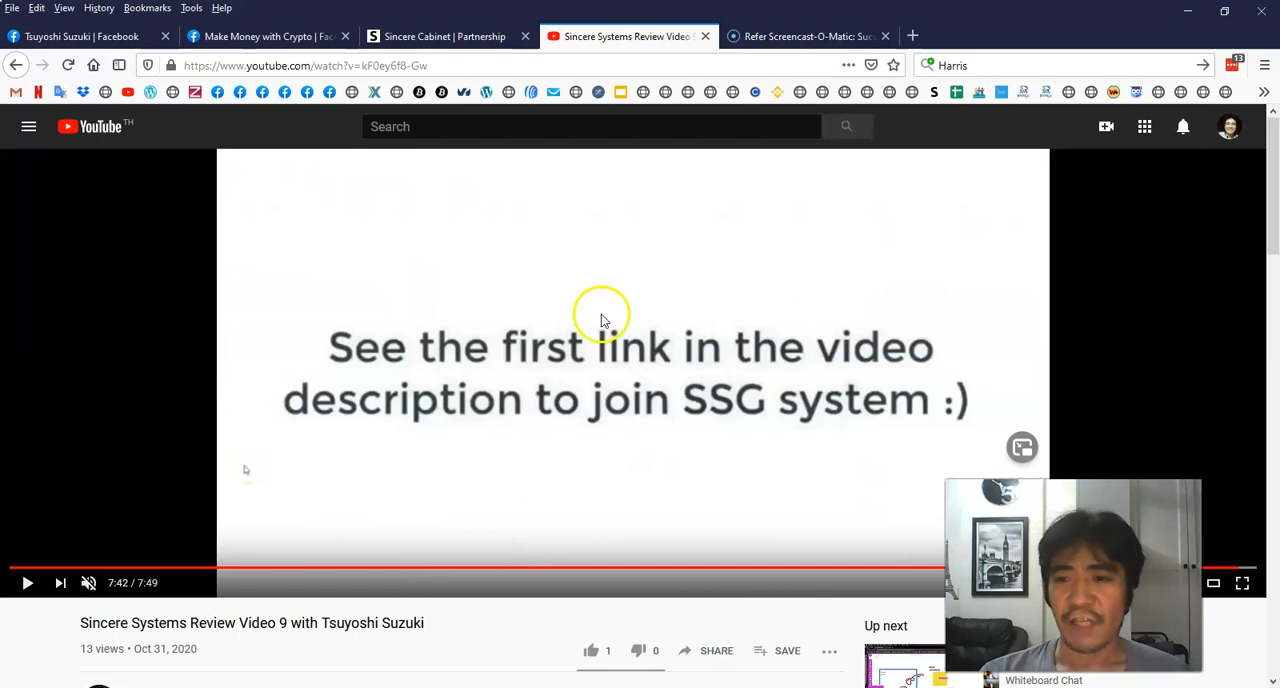 File Edit View History Bookmarks Tools Help
Tsuyoshi Suzuki | Facebook
Make Money with Crypto | Fac
Sincere Cabinet | Partnership
Sincere Systems Review Video 9
Refer Screencast-O-Matic: Suc
https://www.youtube.com/watch?v=kF0ey6f8-Gw
Harris
13
YouTube TH
Search
See the first link in the video
description to join SSG system :)
7:42 / 7:49
Sincere Systems Review Video 9 with Tsuyoshi Suzuki
13 views • Oct 31, 2020
1
0
SHARE
SAVE
Up next
Whiteboard Chat